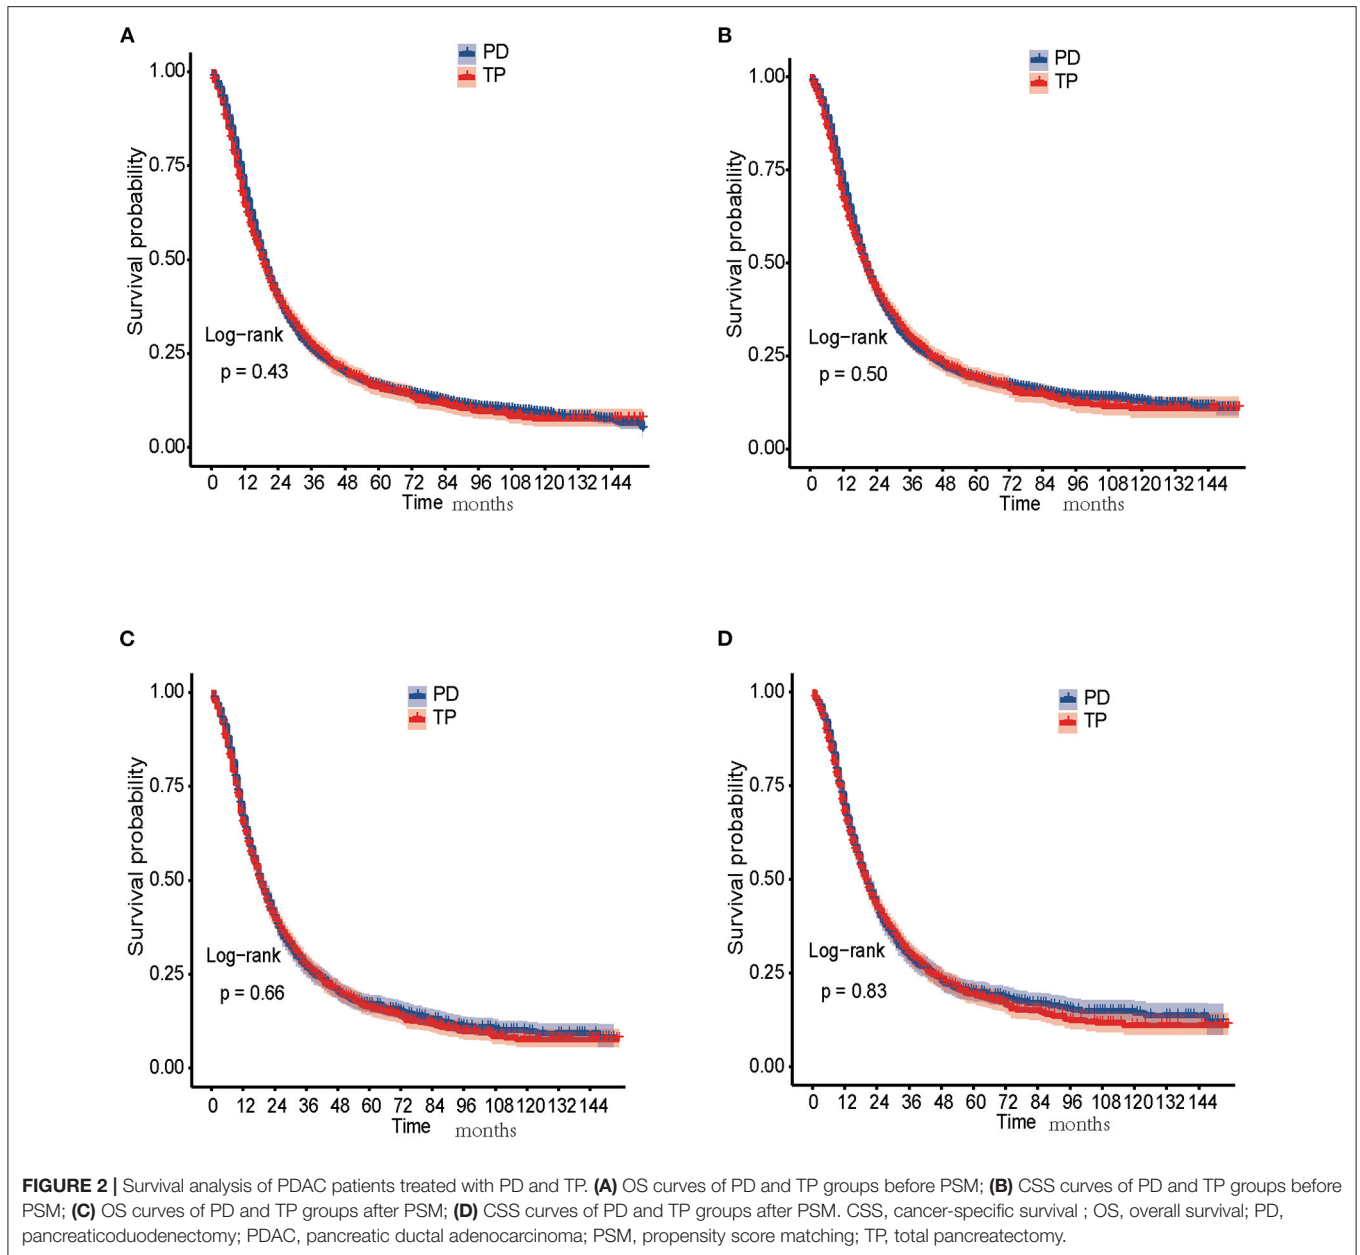 A
PD
TP
1.00
0.75
0.50
0.25
0.00
Survival probability
Log-rank
p = 0.43
0 12 24 36 48 60 72 84 96 108 120 132 144
Time months
B
PD
TP
1.00
0.75
0.50
0.25
0.00
Survival probability
Log-rank
p = 0.50
0 12 24 36 48 60 72 84 96 108 120 132 144
Time months
C
PD
TP
1.00
0.75
0.50
0.25
0.00
Survival probability
Log-rank
p = 0.66
0 12 24 36 48 60 72 84 96 108 120 132 144
Time months
D
PD
TP
1.00
0.75
0.50
0.25
0.00
Survival probability
Log-rank
p = 0.83
0 12 24 36 48 60 72 84 96 108 120 132 144
Time months
FIGURE 2 | Survival analysis of PDAC patients treated with PD and TP. (A) OS curves of PD and TP groups before PSM; (B) CSS curves of PD and TP groups before
PSM; (C) OS curves of PD and TP groups after PSM; (D) CSS curves of PD and TP groups after PSM. CSS, cancer-specific survival ; OS, overall survival; PD,
pancreaticoduodenectomy; PDAC, pancreatic ductal adenocarcinoma; PSM, propensity score matching; TP, total pancreatectomy.